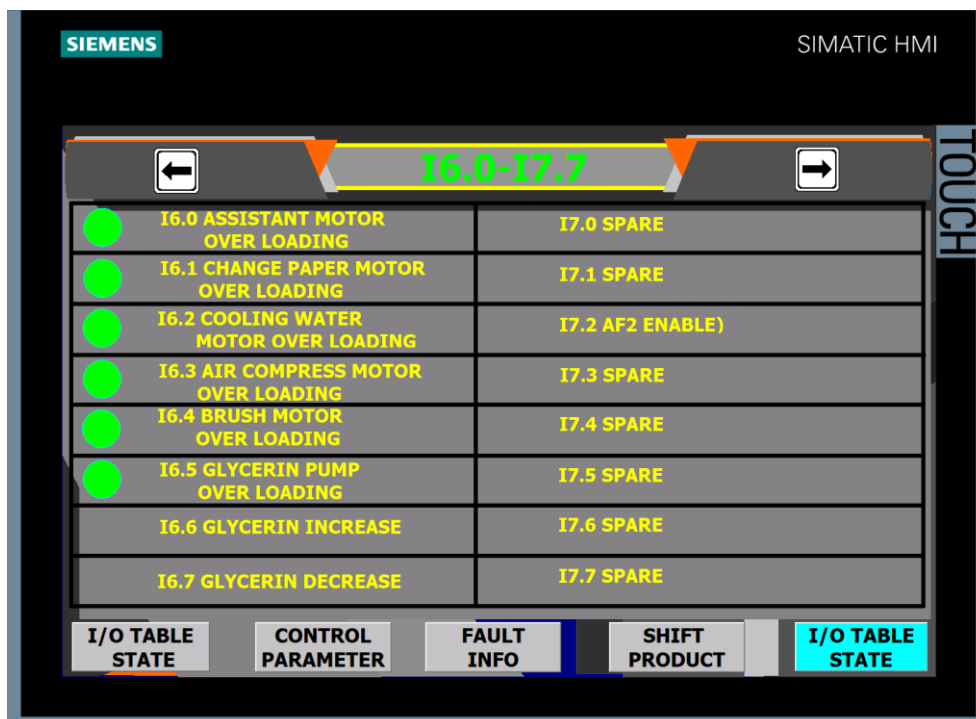 SIEMENS
SIMATIC HMI
TOUCH
I6.0-I7.7
I6.0 ASSISTANT MOTOR
OVER LOADING
I7.0 SPARE
I6.1 CHANGE PAPER MOTOR
OVER LOADING
I7.1 SPARE
I6.2 COOLING WATER
MOTOR OVER LOADING
I7.2 AF2 ENABLE)
I6.3 AIR COMPRESS MOTOR
OVER LOADING
I7.3 SPARE
I6.4 BRUSH MOTOR
OVER LOADING
I7.4 SPARE
I6.5 GLYCERIN PUMP
OVER LOADING
I7.5 SPARE
I6.6 GLYCERIN INCREASE
I7.6 SPARE
I6.7 GLYCERIN DECREASE
I7.7 SPARE
I/O TABLE
STATE
CONTROL
PARAMETER
FAULT
INFO
SHIFT
PRODUCT
I/O TABLE
STATE